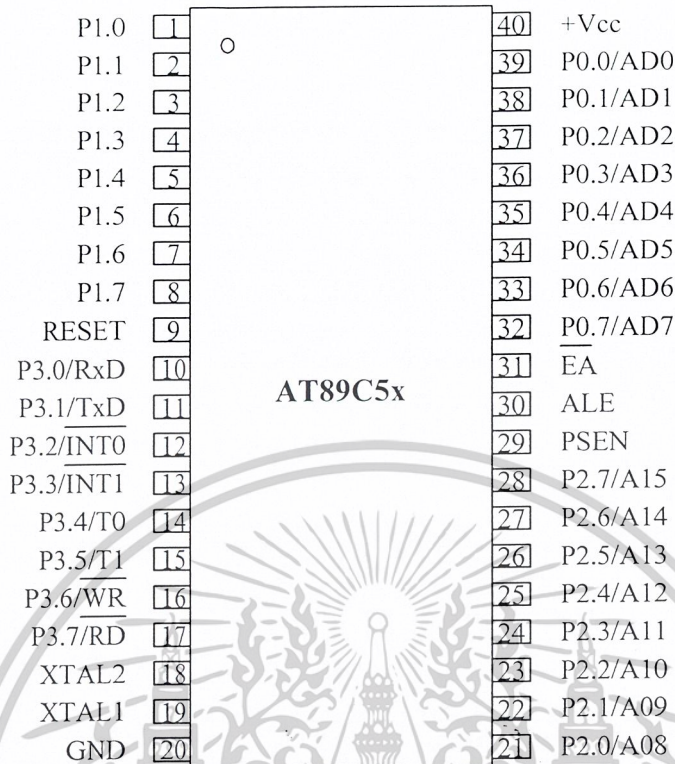 P1.0 1 40 +Vcc
P1.1 2 39 P0.0/AD0
P1.2 3 38 P0.1/AD1
P1.3 4 37 P0.2/AD2
P1.4 5 36 P0.3/AD3
P1.5 6 35 P0.4/AD4
P1.6 7 34 P0.5/AD5
P1.7 8 33 P0.6/AD6
RESET 9 32 P0.7/AD7
P3.0/RxD 10 31 E̅A̅
P3.1/TxD 11 AT89C5x 30 ALE
P3.2/I̅N̅T̅0̅ 12 29 PSEN
P3.3/I̅N̅T̅1̅ 13 28 P2.7/A15
P3.4/T0 14 27 P2.6/A14
P3.5/T1 15 26 P2.5/A13
P3.6/W̅R̅ 16 25 P2.4/A12
P3.7/R̅D̅ 17 24 P2.3/A11
XTAL2 18 23 P2.2/A10
XTAL1 19 22 P2.1/A09
GND 20 21 P2.0/A08